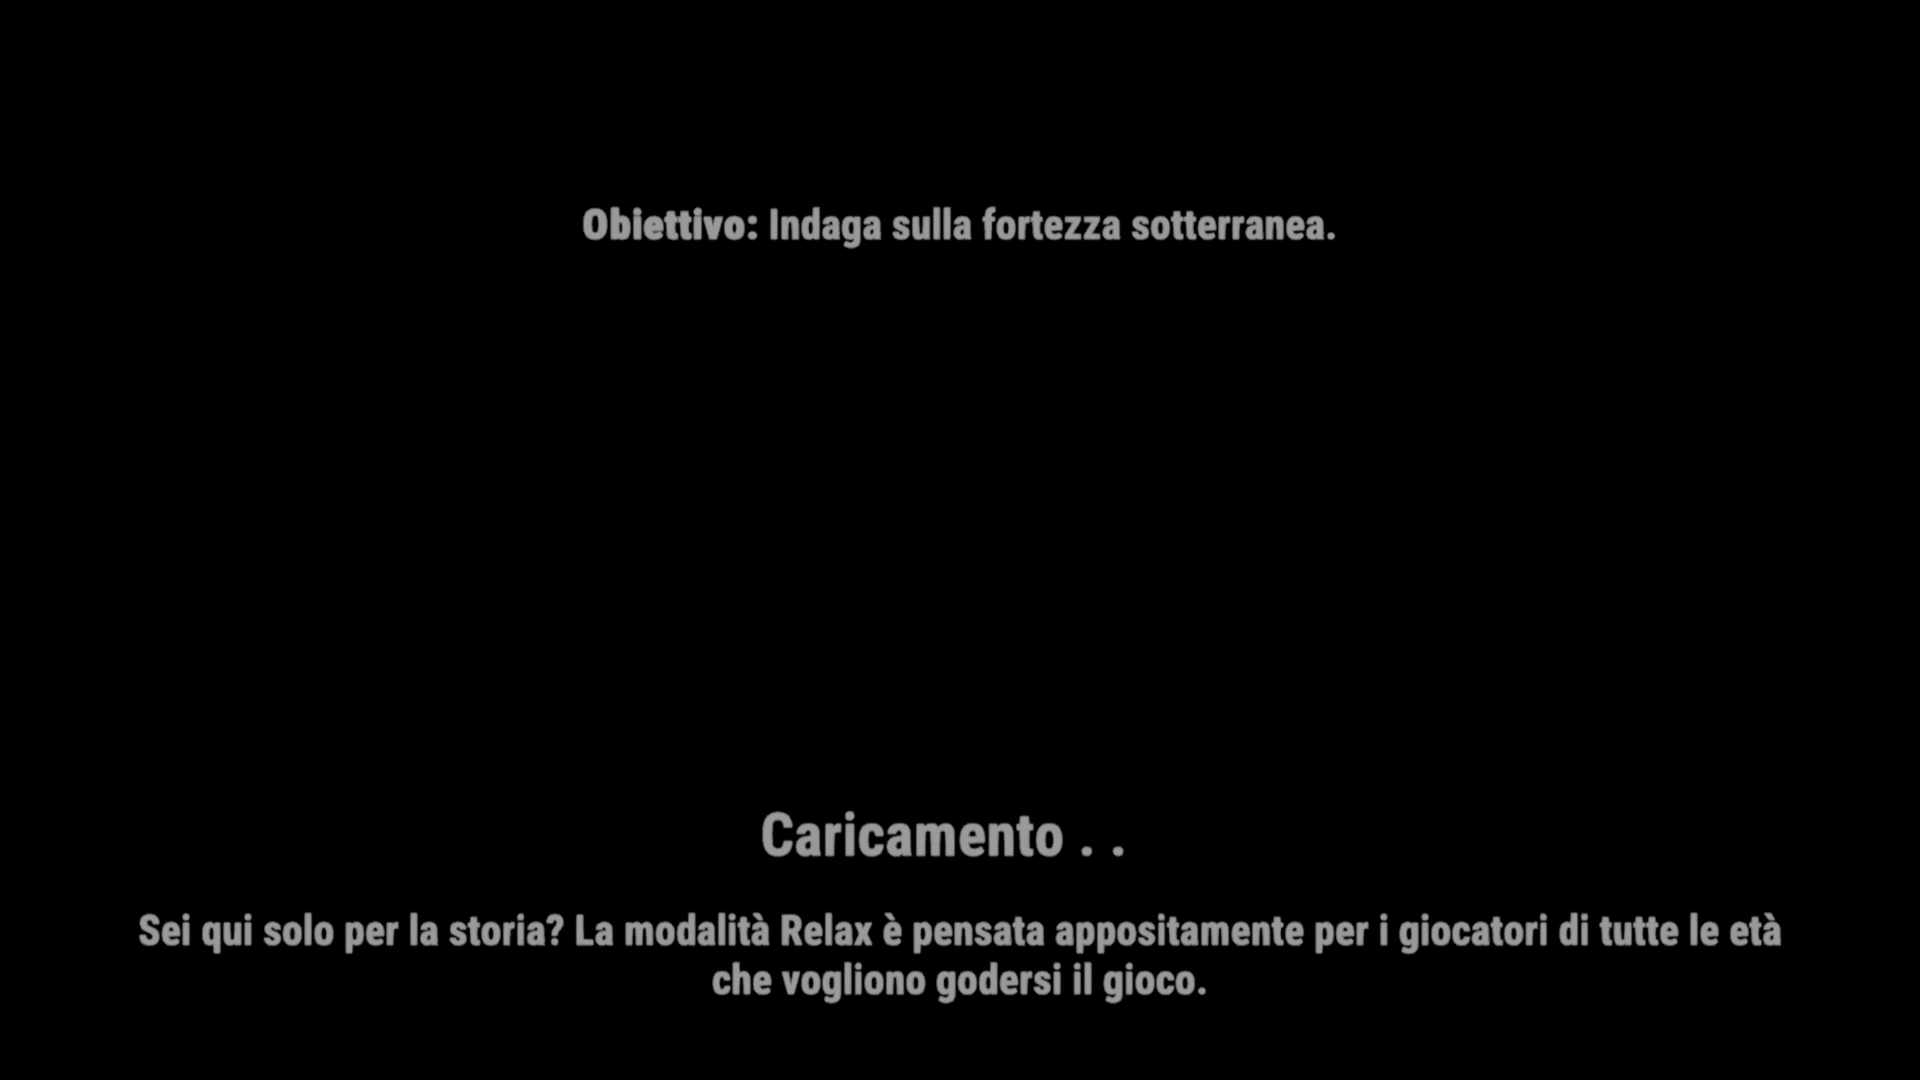 Obiettivo: Indaga sulla fortezza sotterranea.
Caricamento . .
Sei qui solo per la storia? La modalità Relax è pensata appositamente per i giocatori di tutte le età
che vogliono godersi il gioco.